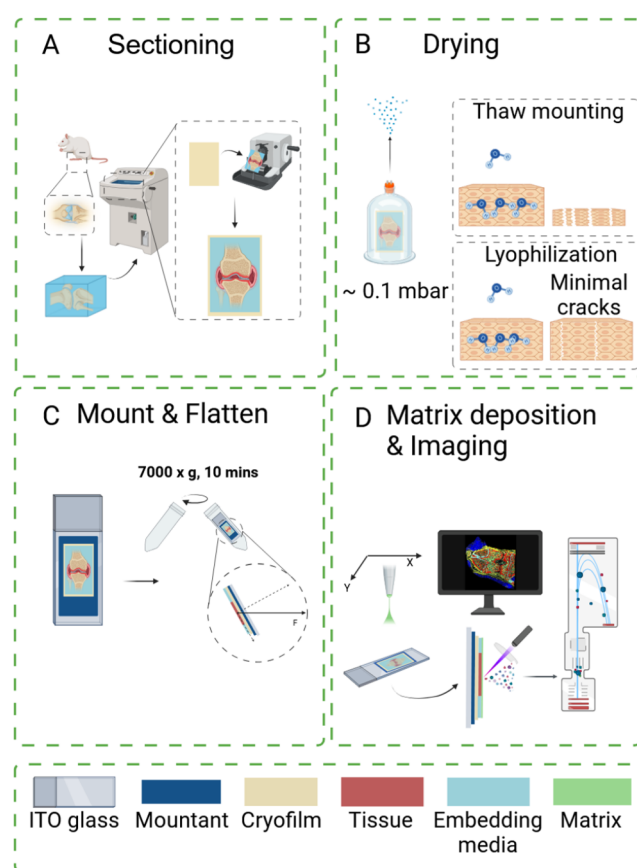 A Sectioning
B Drying
Thaw mounting
Lyophilization
Minimal
cracks
~ 0.1 mbar
C Mount & Flatten
7000 x g, 10 mins
F
D Matrix deposition
& Imaging
X
Y
ITO glass
Mountant
Cryofilm
Tissue
Embedding
media
Matrix